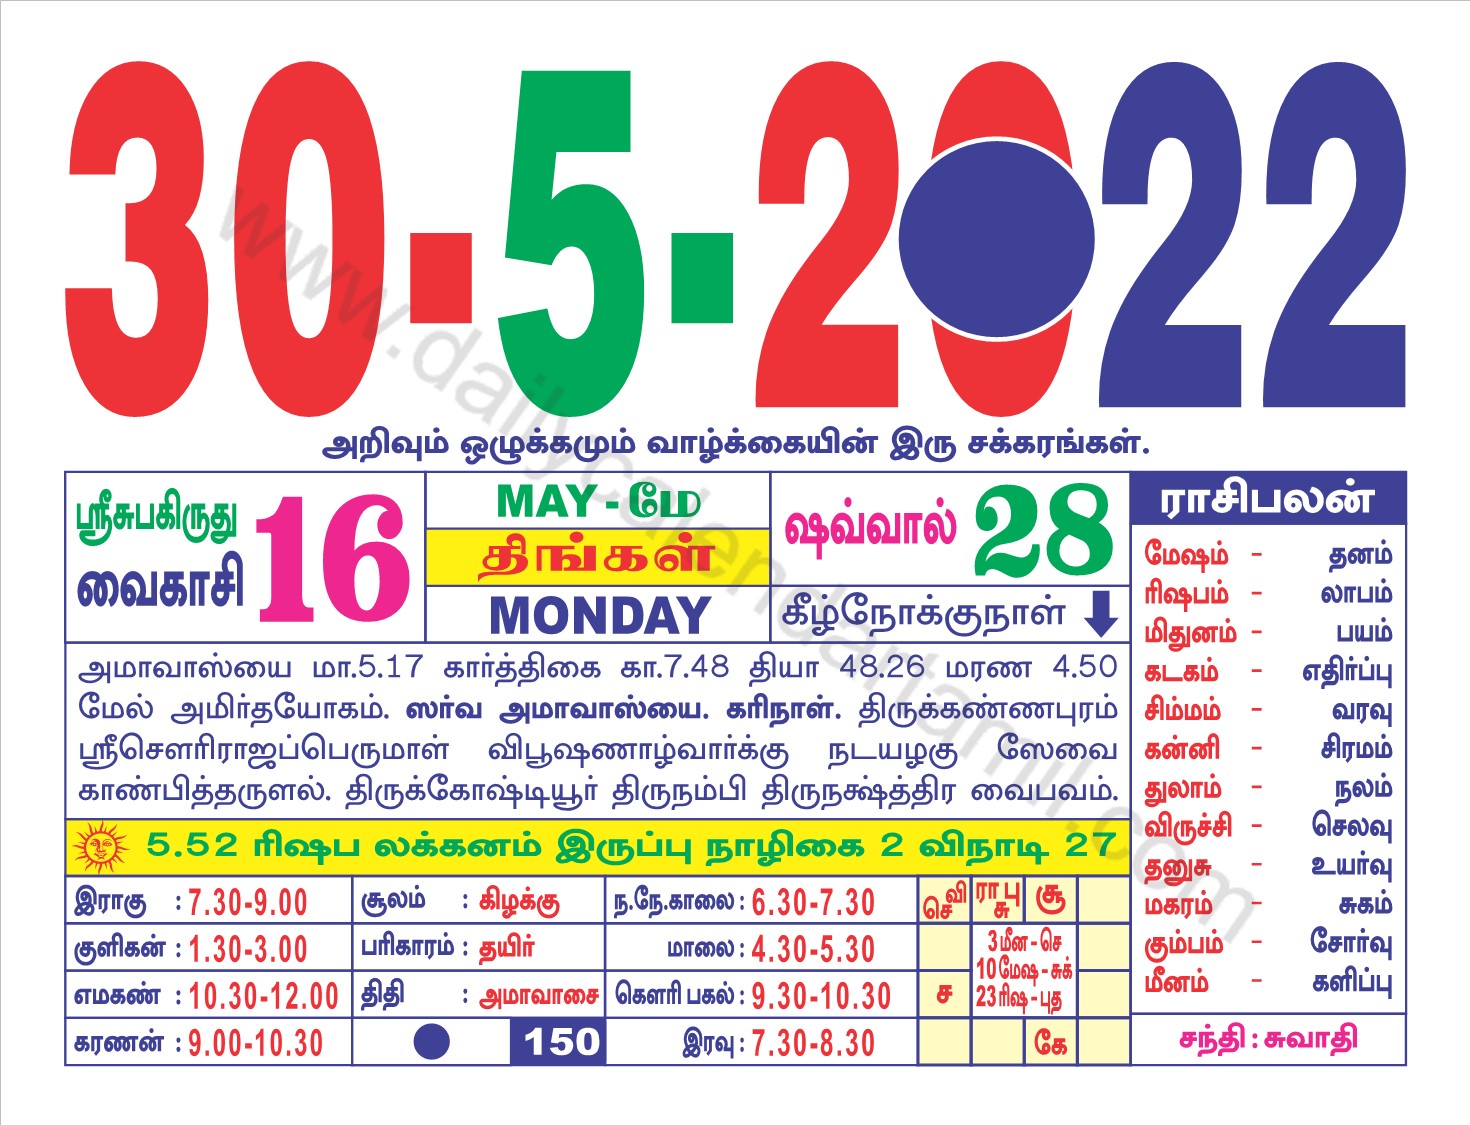 30-5-2022
அறிவும் ஒழுக்கமும் வாழ்க்கையின் இரு சக்கரங்கள்.
ஸ்ரீசுபகிருது
வைகாசி 16
MAY - மே
திங்கள்
MONDAY
ஷவ்வால் 28
கீழ்நோக்குநாள்
அமாவாஸ்யை மா.5.17 கார்த்திகை கா.7.48 தியா 48.26 மரண 4.50
மேல் அமிர்தயோகம். ஸர்வ அமாவாஸ்யை. கரிநாள். திருக்கண்ணபுரம்
ஸ்ரீசௌரிராஜப்பெருமாள் விபூஷணாழ்வார்க்கு நடயழகு ஸேவை
காண்பித்தருளல். திருக்கோஷ்டியூர் திருநம்பி திருநக்ஷத்திர வைபவம்.
5.52 ரிஷப லக்கனம் இருப்பு நாழிகை 2 விநாடி 27
இராகு : 7.30-9.00
குளிகன் : 1.30-3.00
எமகண் : 10.30-12.00
கரணன் : 9.00-10.30
சூலம் : கிழக்கு
பரிகாரம் : தயிர்
திதி : அமாவாசை
150
ந.நே.காலை : 6.30-7.30
மாலை : 4.30-5.30
கௌரி பகல் : 9.30-10.30
இரவு : 7.30-8.30
வி
செ
ரா பு
சு
சூ
3 மீன - செ
10 மேஷ - சுக்
23 ரிஷ - புத
ச
கே
ராசிபலன்
மேஷம் - தனம்
ரிஷபம் - லாபம்
மிதுனம் - பயம்
கடகம் - எதிர்ப்பு
சிம்மம் - வரவு
கன்னி - சிரமம்
துலாம் - நலம்
விருச்சி - செலவு
தனுசு - உயர்வு
மகரம் - சுகம்
கும்பம் - சோர்வு
மீனம் - களிப்பு
சந்தி : சுவாதி
www.dailycalendartamil.com